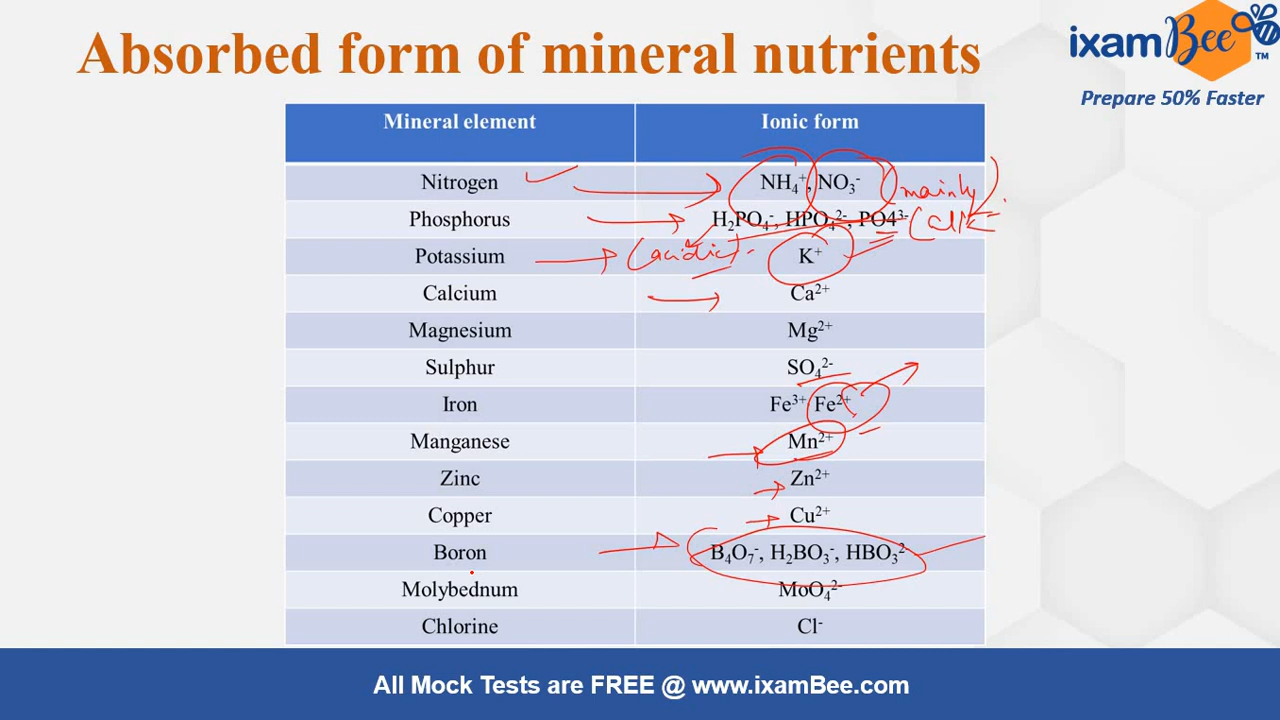 Absorbed form of mineral nutrients
ixamBee™
Prepare 50% Faster
Mineral element Ionic form
Nitrogen NH₄⁺, NO₃⁻ (mainly)
Phosphorus H₂PO₄⁻, HPO₄²⁻, PO4³⁻
Potassium (acidic) K⁺
Calcium Ca²⁺
Magnesium Mg²⁺
Sulphur SO₄²⁻
Iron Fe³⁺ Fe²⁺
Manganese Mn²⁺
Zinc Zn²⁺
Copper Cu²⁺
Boron B₄O₇⁻, H₂BO₃⁻, HBO₃²⁻
Molybednum MoO₄²⁻
Chlorine Cl⁻
All Mock Tests are FREE @ www.ixamBee.com